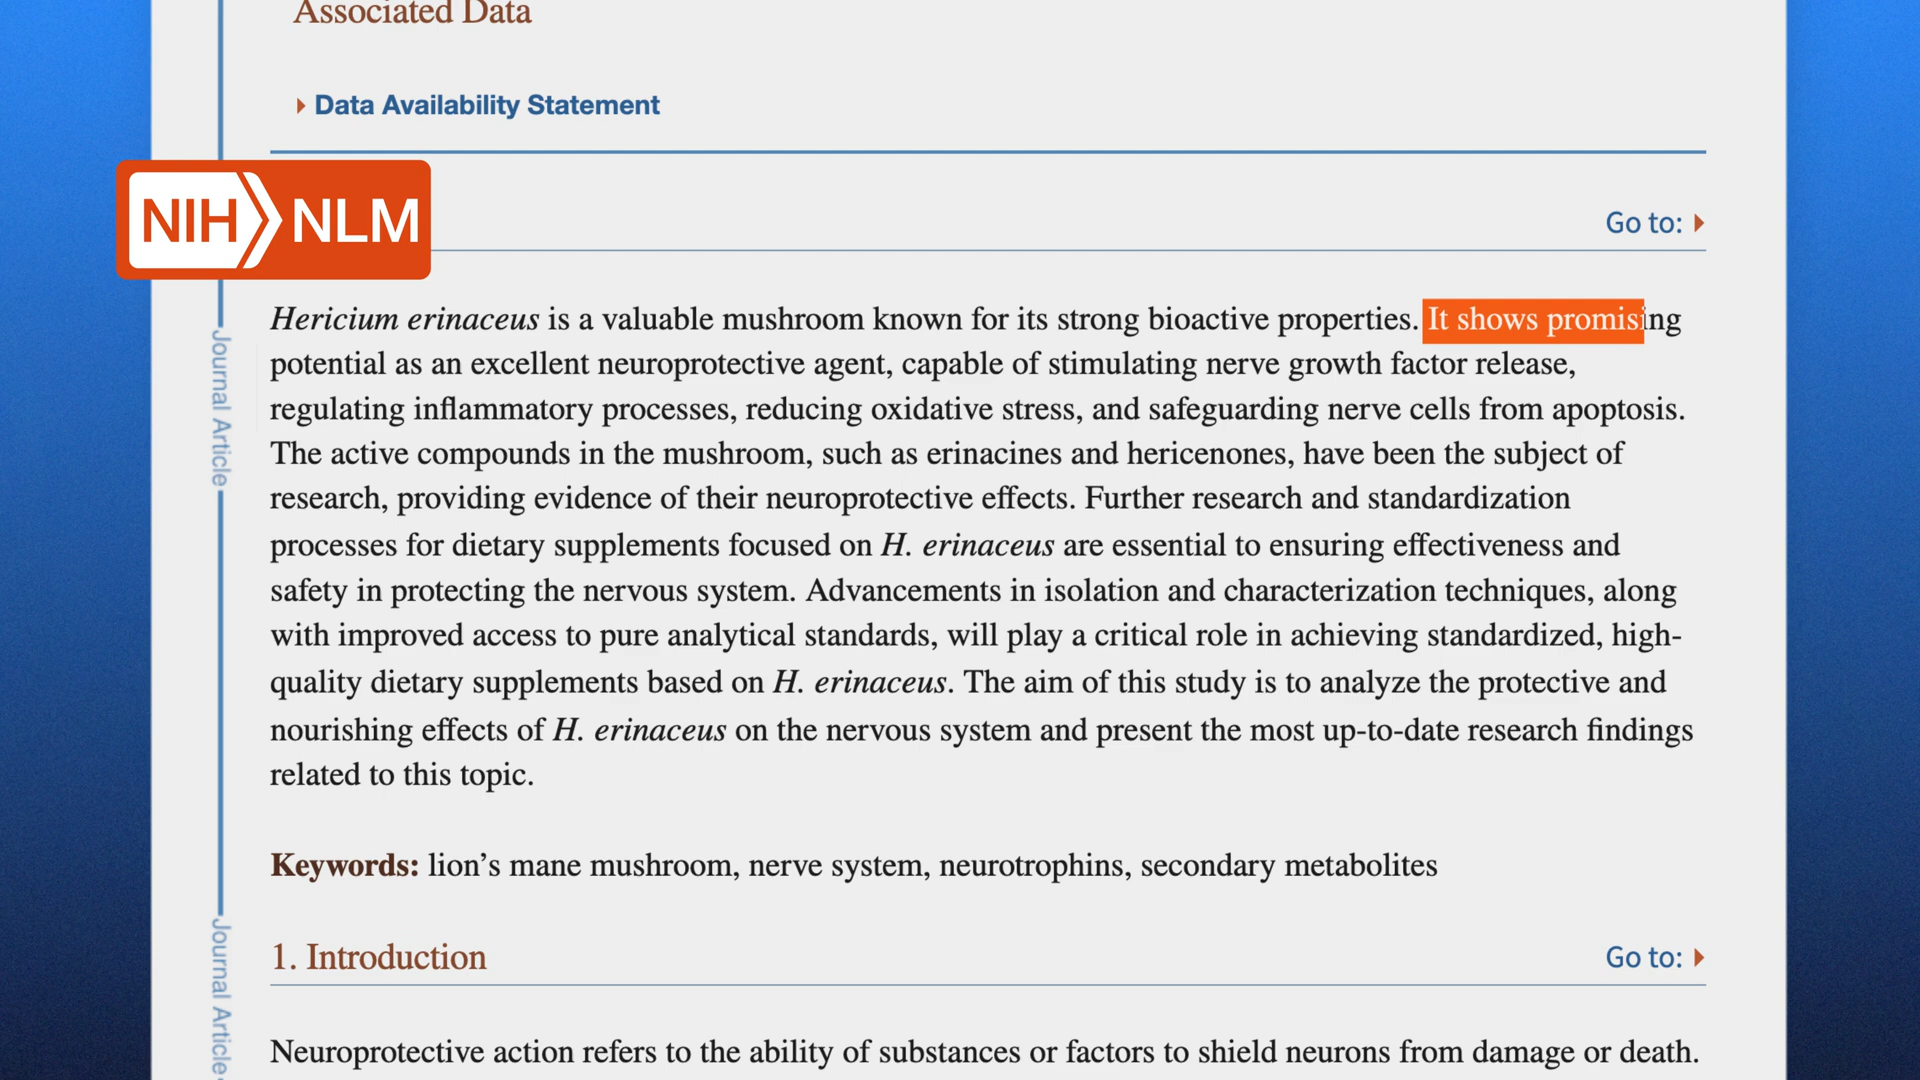 Associated Data
Data Availability Statement
NIH NLM
Go to:
Hericium erinaceus is a valuable mushroom known for its strong bioactive properties. It shows promising
potential as an excellent neuroprotective agent, capable of stimulating nerve growth factor release,
regulating inflammatory processes, reducing oxidative stress, and safeguarding nerve cells from apoptosis.
The active compounds in the mushroom, such as erinacines and hericenones, have been the subject of
research, providing evidence of their neuroprotective effects. Further research and standardization
processes for dietary supplements focused on H. erinaceus are essential to ensuring effectiveness and
safety in protecting the nervous system. Advancements in isolation and characterization techniques, along
with improved access to pure analytical standards, will play a critical role in achieving standardized, high-
quality dietary supplements based on H. erinaceus. The aim of this study is to analyze the protective and
nourishing effects of H. erinaceus on the nervous system and present the most up-to-date research findings
related to this topic.
Keywords: lion’s mane mushroom, nerve system, neurotrophins, secondary metabolites
1. Introduction
Go to:
Neuroprotective action refers to the ability of substances or factors to shield neurons from damage or death.
Journal Article
Journal Article